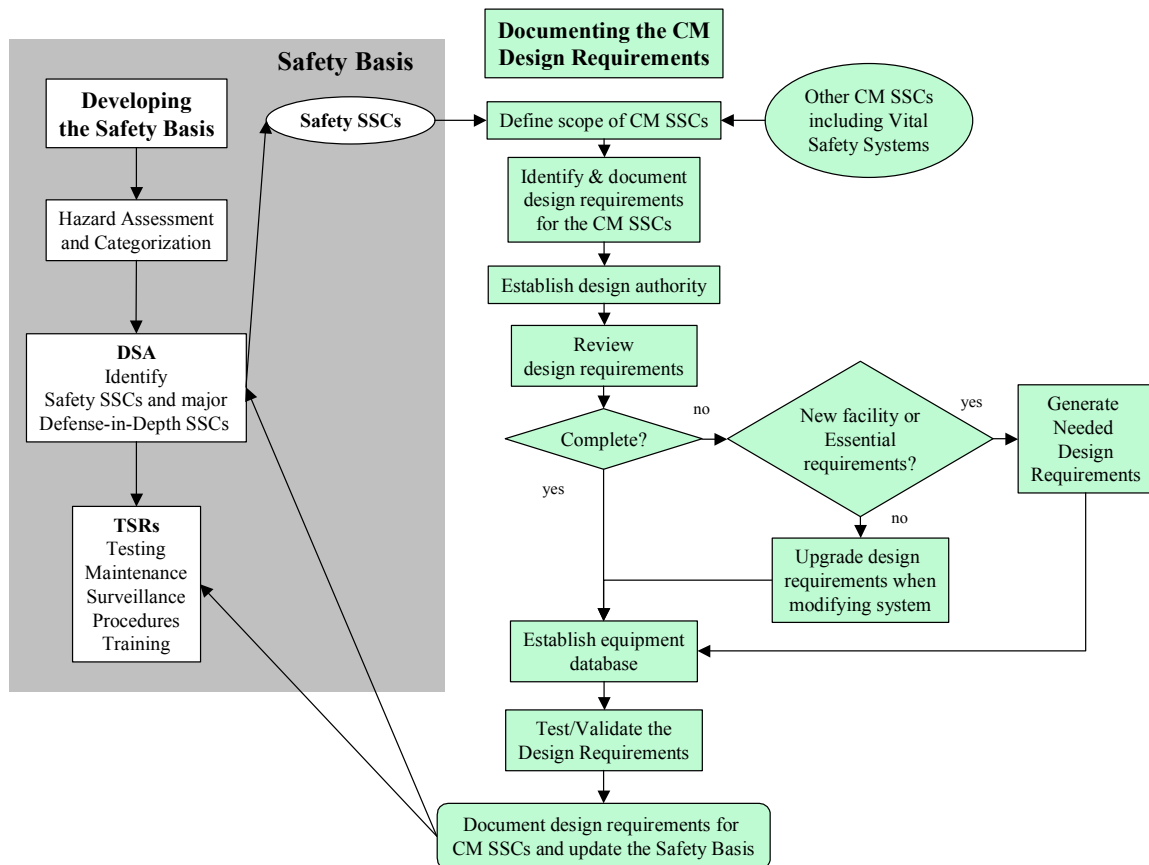 Safety Basis
Developing
the Safety Basis
Hazard Assessment
and Categorization
DSA
Identify
Safety SSCs and major
Defense-in-Depth SSCs
TSRs
Testing
Maintenance
Surveillance
Procedures
Training
Safety SSCs
Documenting the CM
Design Requirements
Define scope of CM SSCs
Other CM SSCs
including Vital
Safety Systems
Identify & document
design requirements
for the CM SSCs
Establish design authority
Review
design requirements
Complete?
no
yes
New facility or
Essential
requirements?
yes
no
Generate
Needed
Design
Requirements
Upgrade design
requirements when
modifying system
Establish equipment
database
Test/Validate the
Design Requirements
Document design requirements for
CM SSCs and update the Safety Basis